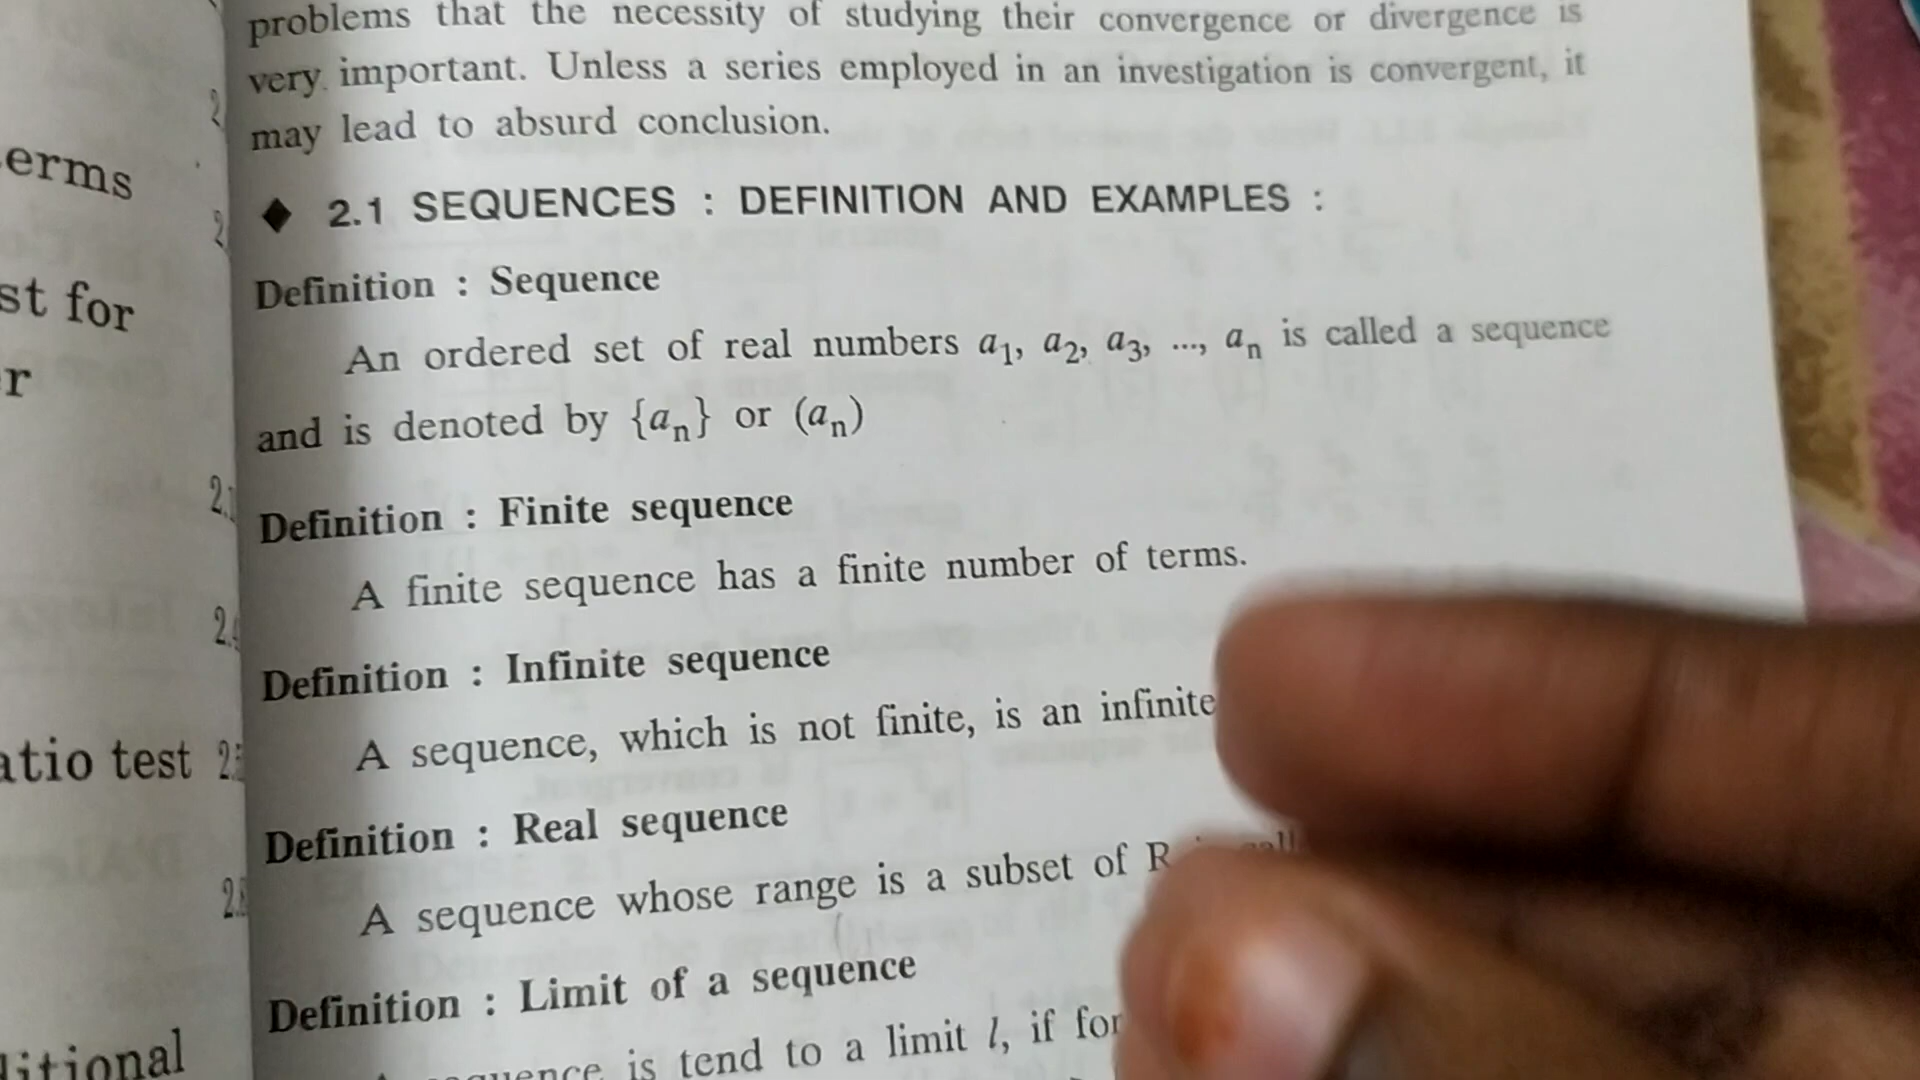 problems that the necessity of studying their convergence or divergence is
very important. Unless a series employed in an investigation is convergent, it
may lead to absurd conclusion.
◆ 2.1 SEQUENCES : DEFINITION AND EXAMPLES :
Definition : Sequence
An ordered set of real numbers a₁, a₂, a₃, ..., aₙ is called a sequence
and is denoted by {aₙ} or (aₙ)
Definition : Finite sequence
A finite sequence has a finite number of terms.
Definition : Infinite sequence
A sequence, which is not finite, is an infinite
Definition : Real sequence
A sequence whose range is a subset of R
Definition : Limit of a sequence
is tend to a limit l, if for
erms
st for
r
atio test
ditional